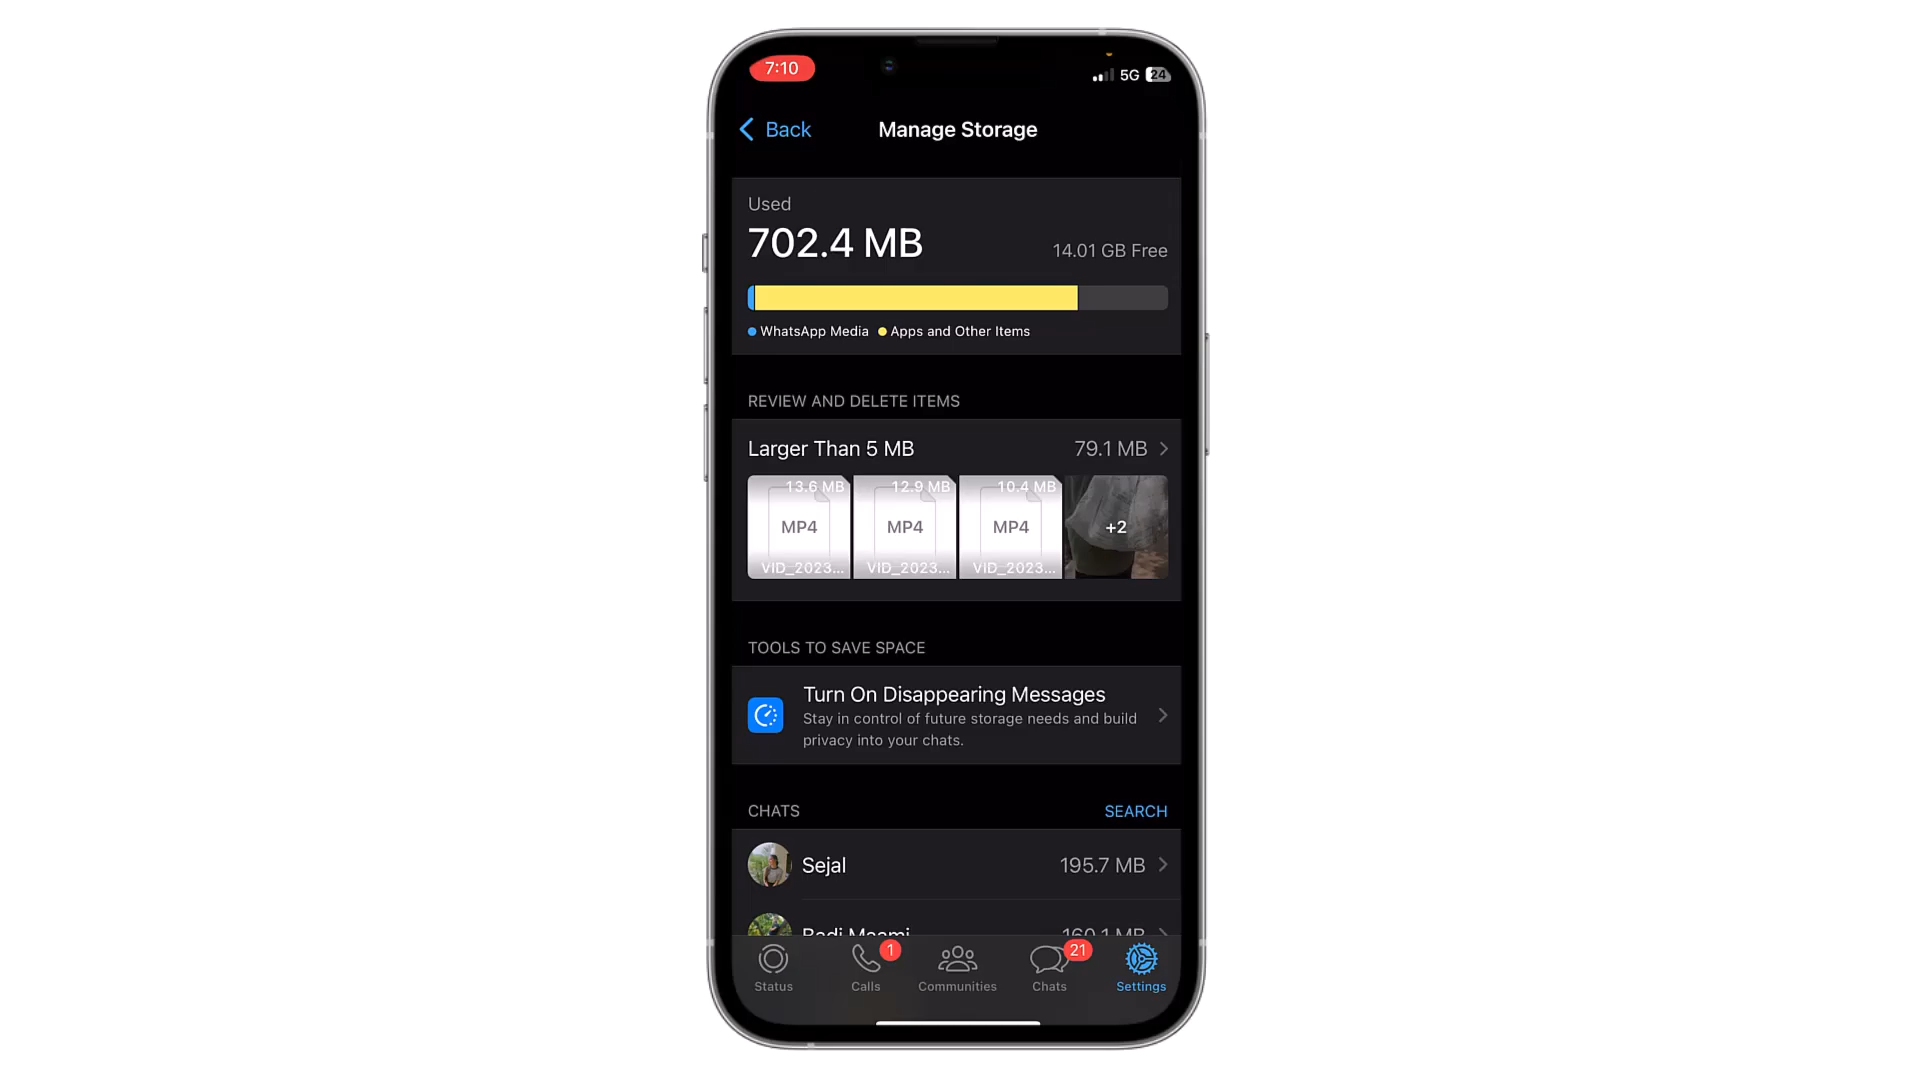 7:10
5G 24
Back
Manage Storage
Used
702.4 MB
14.01 GB Free
WhatsApp Media
Apps and Other Items
REVIEW AND DELETE ITEMS
Larger Than 5 MB
79.1 MB
13.6 MB
12.9 MB
10.4 MB
MP4
MP4
MP4
+2
VID_2023...
VID_2023...
VID_2023...
TOOLS TO SAVE SPACE
Turn On Disappearing Messages
Stay in control of future storage needs and build
privacy into your chats.
CHATS
SEARCH
Sejal
195.7 MB
Badi Maami
160.1 MB
1
21
Status
Calls
Communities
Chats
Settings